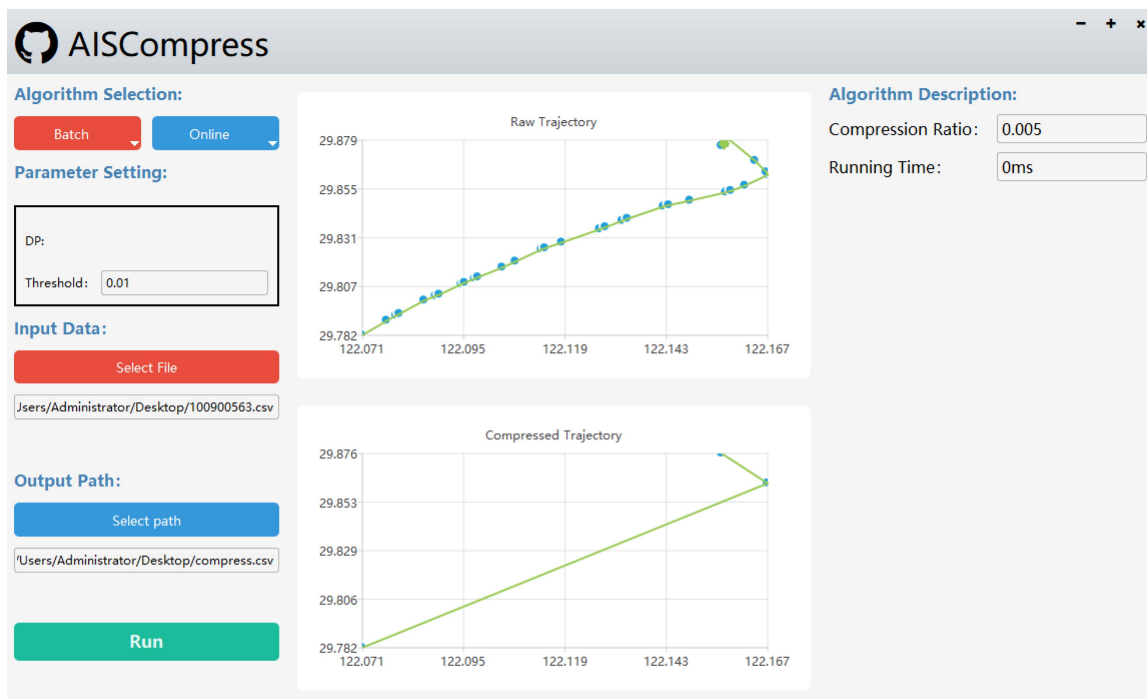 AISCompress
Algorithm Selection:
Batch
Online
Parameter Setting:
DP:
Threshold: 0.01
Input Data:
Select File
Jsers/Administrator/Desktop/100900563.csv
Output Path:
Select path
'Users/Administrator/Desktop/compress.csv
Run
Raw Trajectory
29.879
29.855
29.831
29.807
29.782
122.071 122.095 122.119 122.143 122.167
Compressed Trajectory
29.876
29.853
29.829
29.806
29.782
122.071 122.095 122.119 122.143 122.167
Algorithm Description:
Compression Ratio: 0.005
Running Time: 0ms